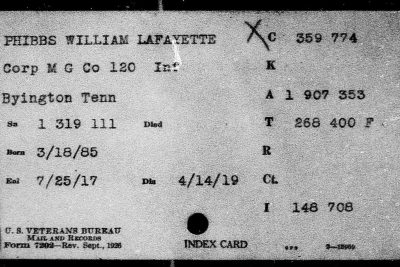 PHIBBS WILLIAM LAFAYETTE X C 359 774
Corp M G Co 120 Inf K
Byington Tenn A 1 907 353
Sn 1 319 111 Died T 268 400 F
Born 3/18/85 R
Enl 7/25/17 Dis 4/14/19 Ct.
I 148 708
U. S. VETERANS BUREAU
MAIL AND RECORDS
Form 7202—Rev. Sept., 1926 INDEX CARD GPO